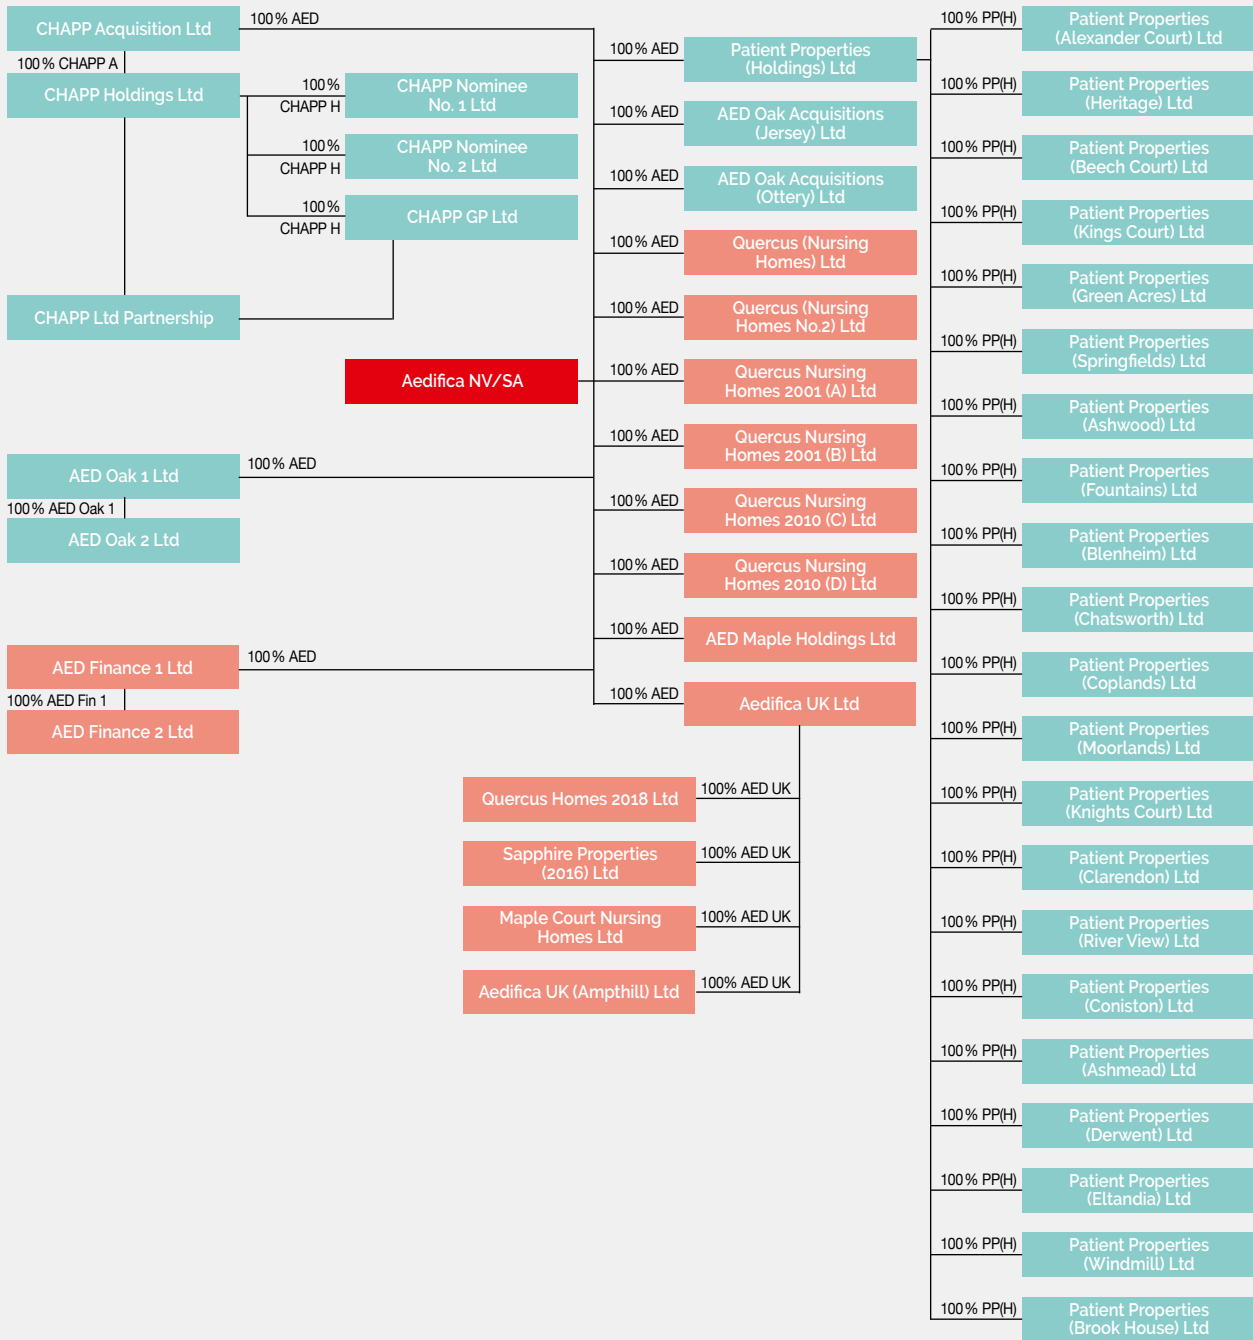 CHAPP Acquisition Ltd
100% AED
100% CHAPP A
CHAPP Holdings Ltd
100%
CHAPP H
CHAPP Nominee
No. 1 Ltd
100%
CHAPP H
CHAPP Nominee
No. 2 Ltd
100%
CHAPP H
CHAPP GP Ltd
CHAPP Ltd Partnership
Aedifica NV/SA
AED Oak 1 Ltd
100% AED
100% AED Oak 1
AED Oak 2 Ltd
AED Finance 1 Ltd
100% AED
100% AED Fin 1
AED Finance 2 Ltd
100% AED
Patient Properties
(Holdings) Ltd
100% AED
AED Oak Acquisitions
(Jersey) Ltd
100% AED
AED Oak Acquisitions
(Ottery) Ltd
100% AED
Quercus (Nursing
Homes) Ltd
100% AED
Quercus (Nursing
Homes No.2) Ltd
100% AED
Quercus Nursing
Homes 2001 (A) Ltd
100% AED
Quercus Nursing
Homes 2001 (B) Ltd
100% AED
Quercus Nursing
Homes 2010 (C) Ltd
100% AED
Quercus Nursing
Homes 2010 (D) Ltd
100% AED
AED Maple Holdings Ltd
100% AED
Aedifica UK Ltd
Quercus Homes 2018 Ltd
100% AED UK
Sapphire Properties
(2016) Ltd
100% AED UK
Maple Court Nursing
Homes Ltd
100% AED UK
Aedifica UK (Ampthill) Ltd
100% AED UK
100% PP(H)
Patient Properties
(Alexander Court) Ltd
100% PP(H)
Patient Properties
(Heritage) Ltd
100% PP(H)
Patient Properties
(Beech Court) Ltd
100% PP(H)
Patient Properties
(Kings Court) Ltd
100% PP(H)
Patient Properties
(Green Acres) Ltd
100% PP(H)
Patient Properties
(Springfields) Ltd
100% PP(H)
Patient Properties
(Ashwood) Ltd
100% PP(H)
Patient Properties
(Fountains) Ltd
100% PP(H)
Patient Properties
(Blenheim) Ltd
100% PP(H)
Patient Properties
(Chatsworth) Ltd
100% PP(H)
Patient Properties
(Coplands) Ltd
100% PP(H)
Patient Properties
(Moorlands) Ltd
100% PP(H)
Patient Properties
(Knights Court) Ltd
100% PP(H)
Patient Properties
(Clarendon) Ltd
100% PP(H)
Patient Properties
(River View) Ltd
100% PP(H)
Patient Properties
(Coniston) Ltd
100% PP(H)
Patient Properties
(Ashmead) Ltd
100% PP(H)
Patient Properties
(Derwent) Ltd
100% PP(H)
Patient Properties
(Eltandia) Ltd
100% PP(H)
Patient Properties
(Windmill) Ltd
100% PP(H)
Patient Properties
(Brook House) Ltd